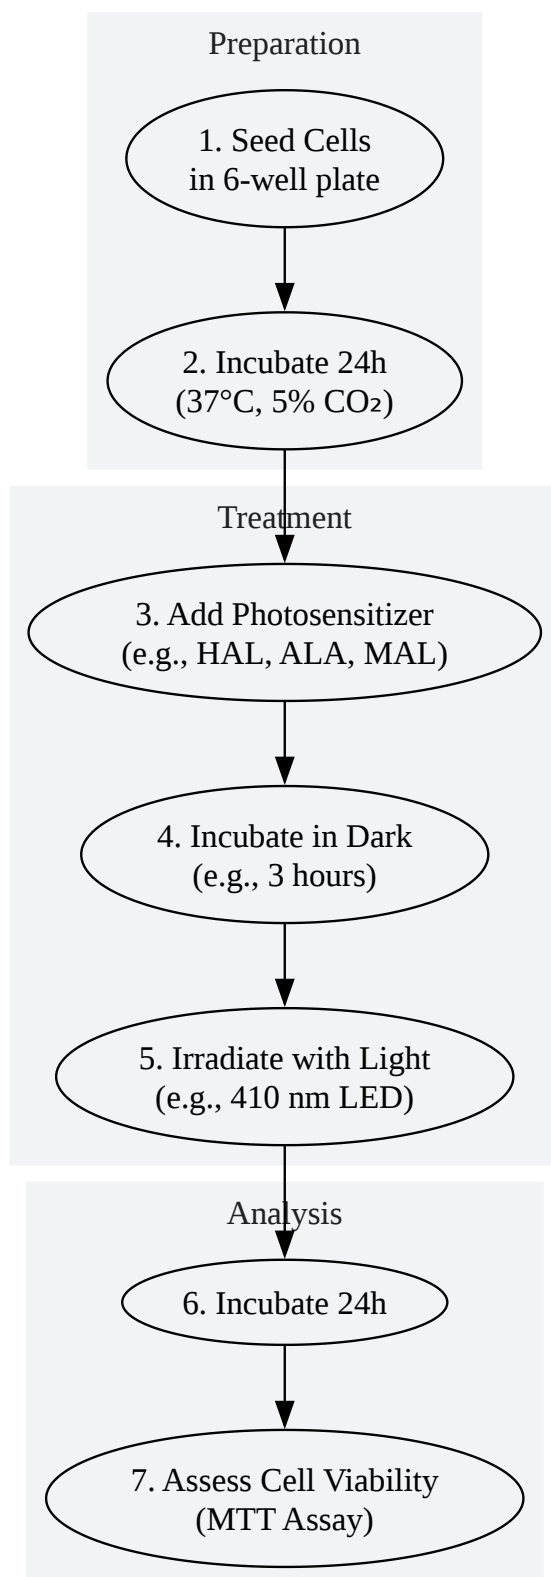 Preparation
1. Seed Cells
in 6-well plate
2. Incubate 24h
(37°C, 5% CO₂)
Treatment
3. Add Photosensitizer
(e.g., HAL, ALA, MAL)
4. Incubate in Dark
(e.g., 3 hours)
5. Irradiate with Light
(e.g., 410 nm LED)
Analysis
6. Incubate 24h
7. Assess Cell Viability
(MTT Assay)